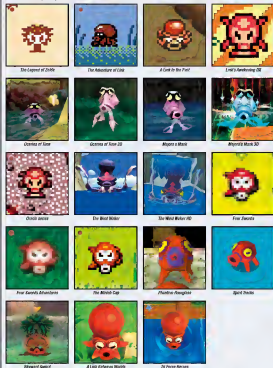 The Legend of Zelda
The Adventure of Link
A Link to the Past
Link's Awakening DX
Ocarina of Time
Ocarina of Time 3D
Majora's Mask
Majora's Mask 3D
Oracle series
The Wind Waker
The Wind Waker HD
Four Swords
Four Swords Adventures
The Minish Cap
Phantom Hourglass
Spirit Tracks
Skyward Sword
A Link Between Worlds
Tri Force Heroes